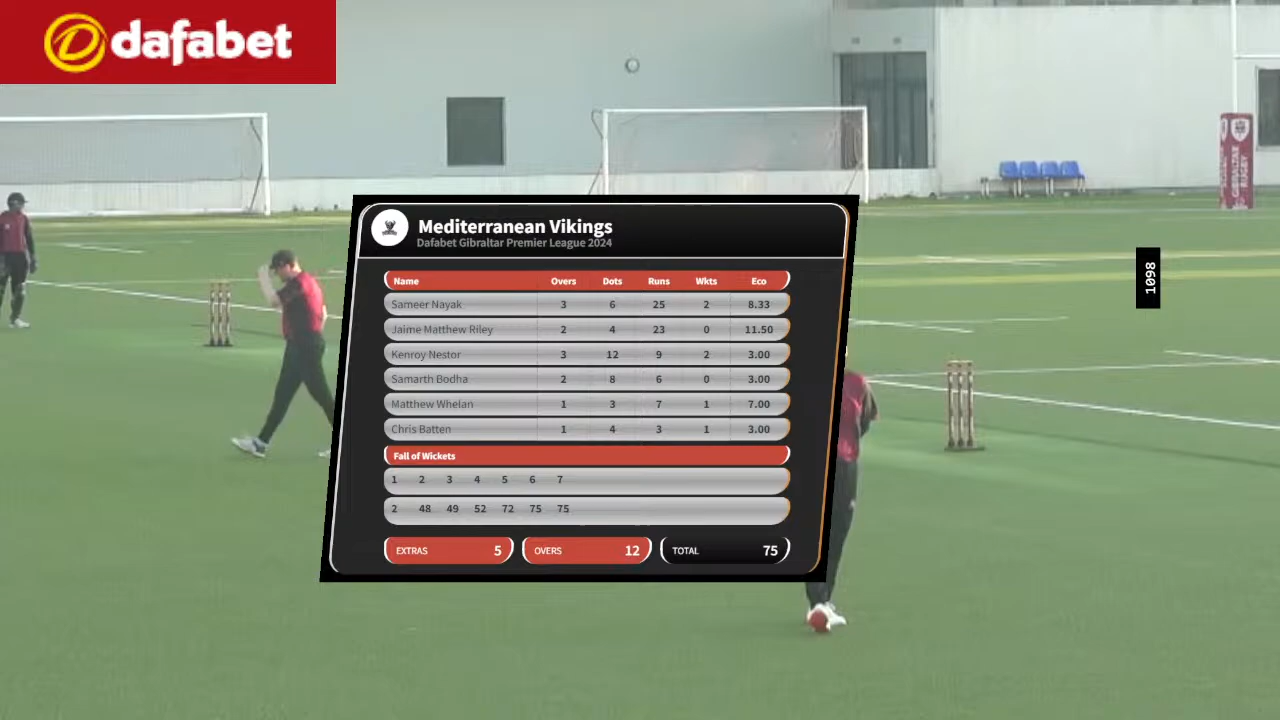 dafabet
Mediterranean Vikings
Dafabet Gibraltar Premier League 2024
Name Overs Dots Runs Wkts Eco
Sameer Nayak 3 6 25 2 8.33
Jaime Matthew Riley 2 4 23 0 11.50
Kenroy Nestor 3 12 9 2 3.00
Samarth Bodha 2 8 6 0 3.00
Matthew Whelan 1 3 7 1 7.00
Chris Batten 1 4 3 1 3.00
Fall of Wickets
1 2 3 4 5 6 7
2 48 49 52 72 75 75
EXTRAS 5 OVERS 12 TOTAL 75
1098
GIBRALTAR
RUGBY